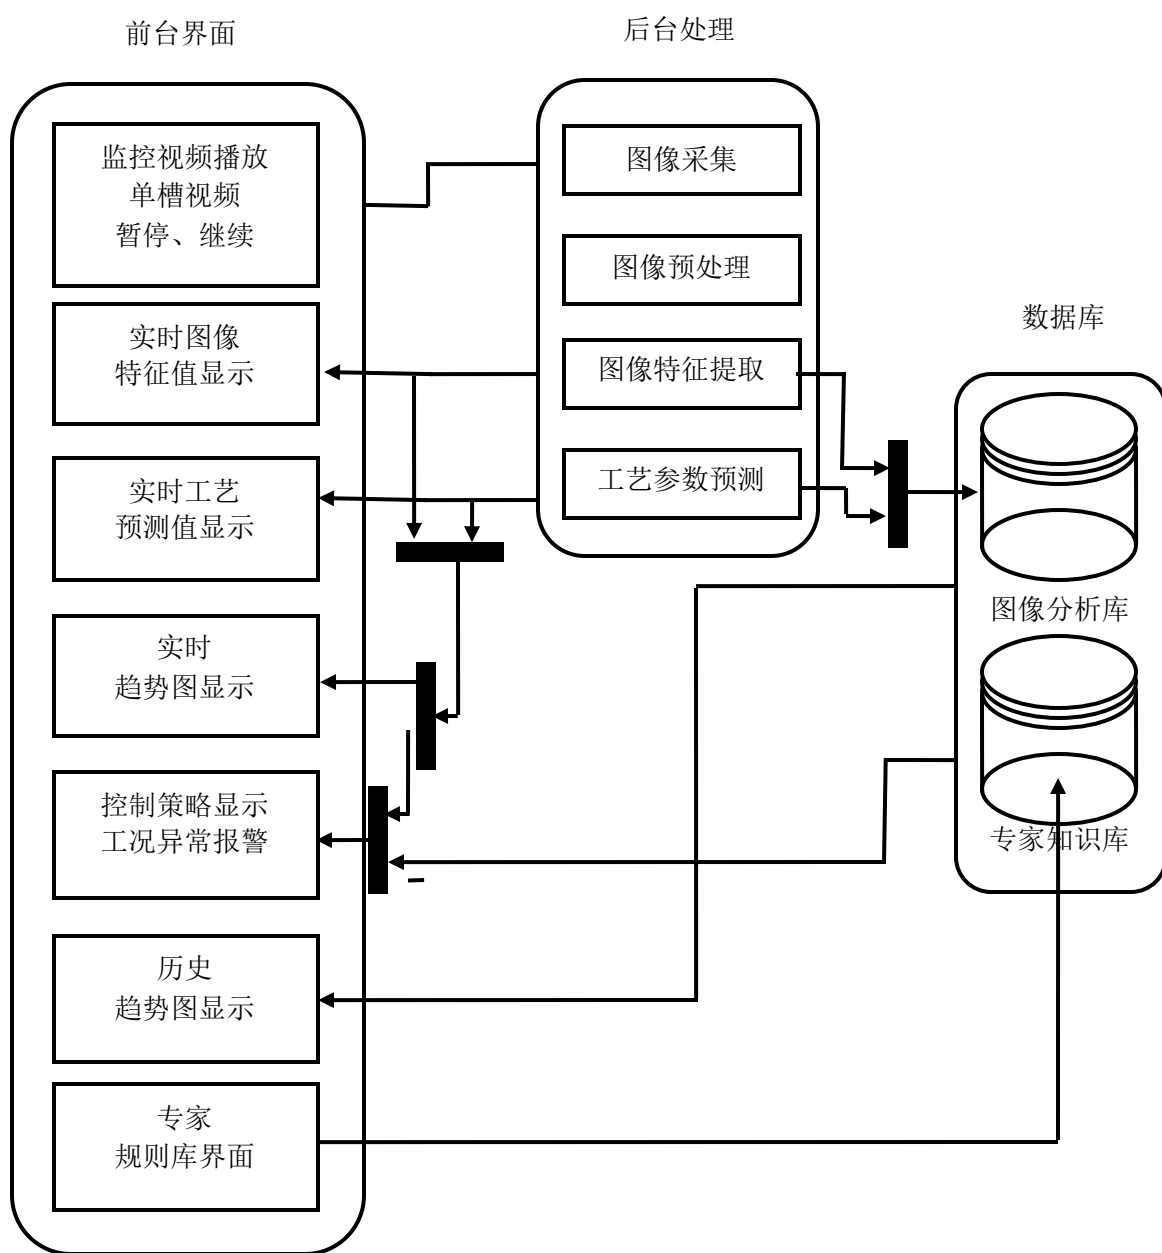 前台界面
后台处理
数据库
监控视频播放
单槽视频
暂停、继续
实时图像
特征值显示
实时工艺
预测值显示
实时
趋势图显示
控制策略显示
工况异常报警
历史
趋势图显示
专家
规则库界面
图像采集
图像预处理
图像特征提取
工艺参数预测
图像分析库
专家知识库